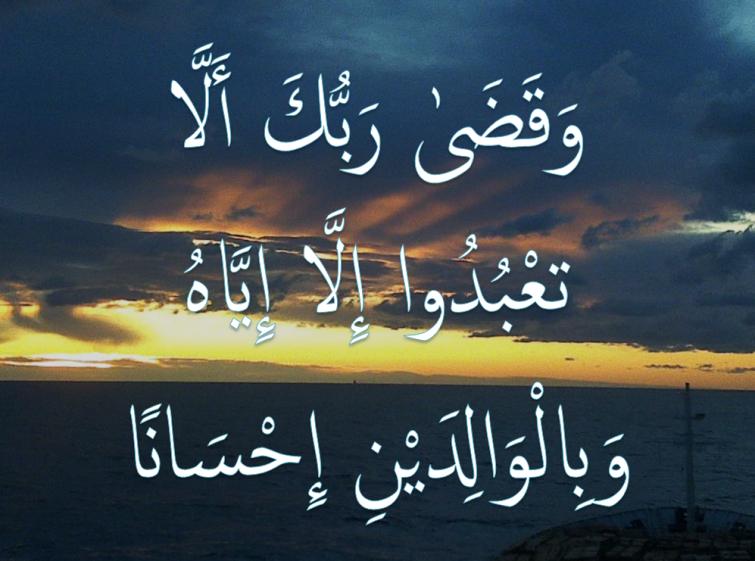 وَقَضَىٰ رَبُّكَ أَلَّا
تَعْبُدُوا إِلَّا إِيَّاهُ
وَبِالْوَالِدَيْنِ إِحْسَانًا